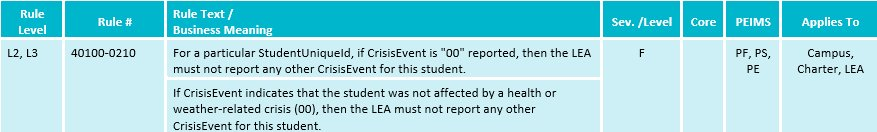 Rule Level
Rule #
Rule Text /
Business Meaning
Sev. /Level
Core
PEIMS
Applies To
L2, L3
40100-0210
For a particular StudentUniqueId, if CrisisEvent is "00" reported, then the LEA
must not report any other CrisisEvent for this student.
F
PF, PS,
PE
Campus,
Charter, LEA
If CrisisEvent indicates that the student was not affected by a health or
weather-related crisis (00), then the LEA must not report any other
CrisisEvent for this student.